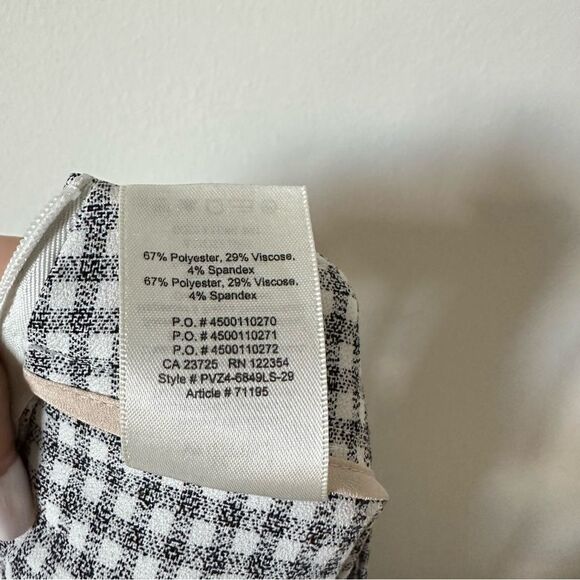 67% Polyester, 29% Viscose,
4% Spandex
67% Polyester, 29% Viscose,
4% Spandex
P.O. # 4500110270
P.O. # 4500110271
P.O. # 4500110272
CA 23725 RN 122354
Style # PVZ4-6849LS-29
Article # 71195